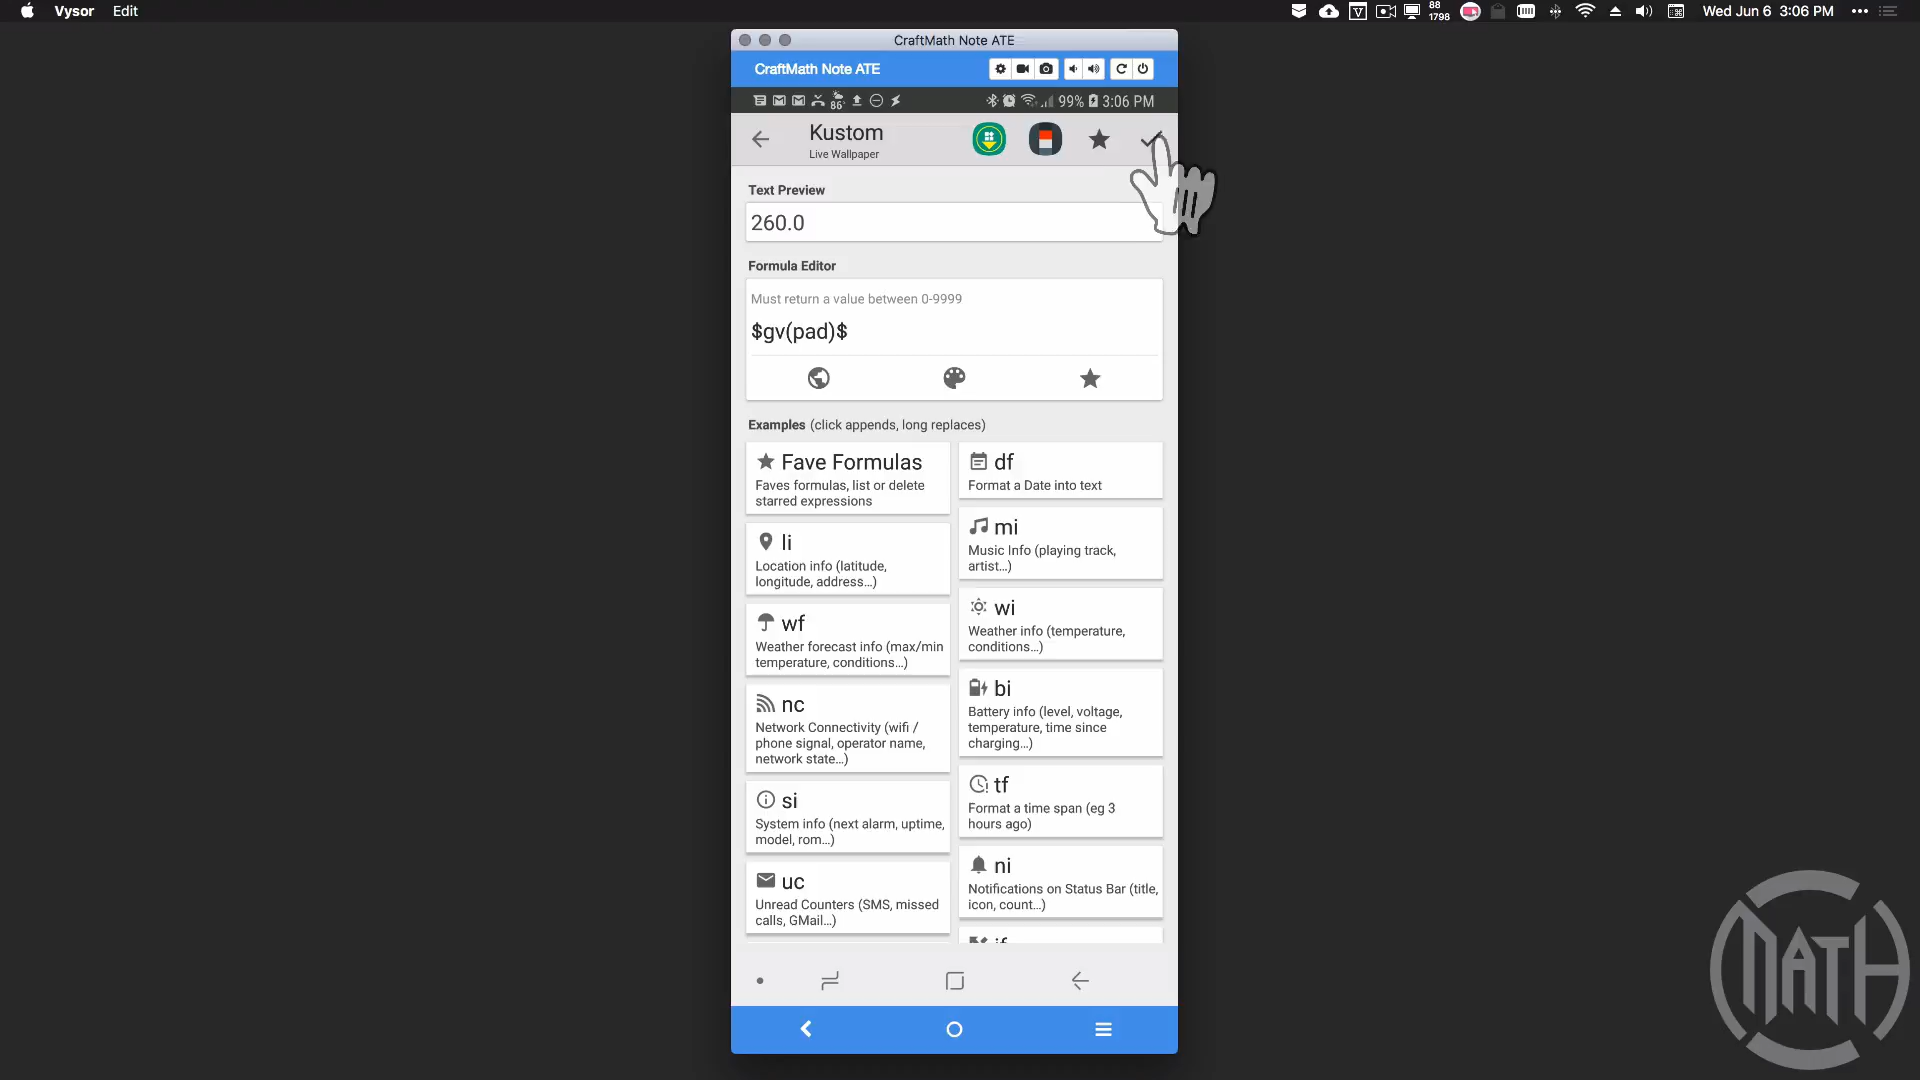 Vysor Edit
88
1798
Wed Jun 6 3:06 PM
CraftMath Note ATE
CraftMath Note ATE
86°
99% 3:06 PM
Kustom
Live Wallpaper
Text Preview
260.0
Formula Editor
Must return a value between 0-9999
$gv(pad)$
Examples (click appends, long replaces)
Fave Formulas
Faves formulas, list or delete
starred expressions
df
Format a Date into text
li
Location info (latitude,
longitude, address...)
mi
Music Info (playing track,
artist...)
wf
Weather forecast info (max/min
temperature, conditions...)
wi
Weather info (temperature,
conditions...)
nc
Network Connectivity (wifi /
phone signal, operator name,
network state...)
bi
Battery info (level, voltage,
temperature, time since
charging...)
si
System info (next alarm, uptime,
model, rom...)
tf
Format a time span (eg 3
hours ago)
uc
Unread Counters (SMS, missed
calls, GMail...)
ni
Notifications on Status Bar (title,
icon, count...)
if
MATH